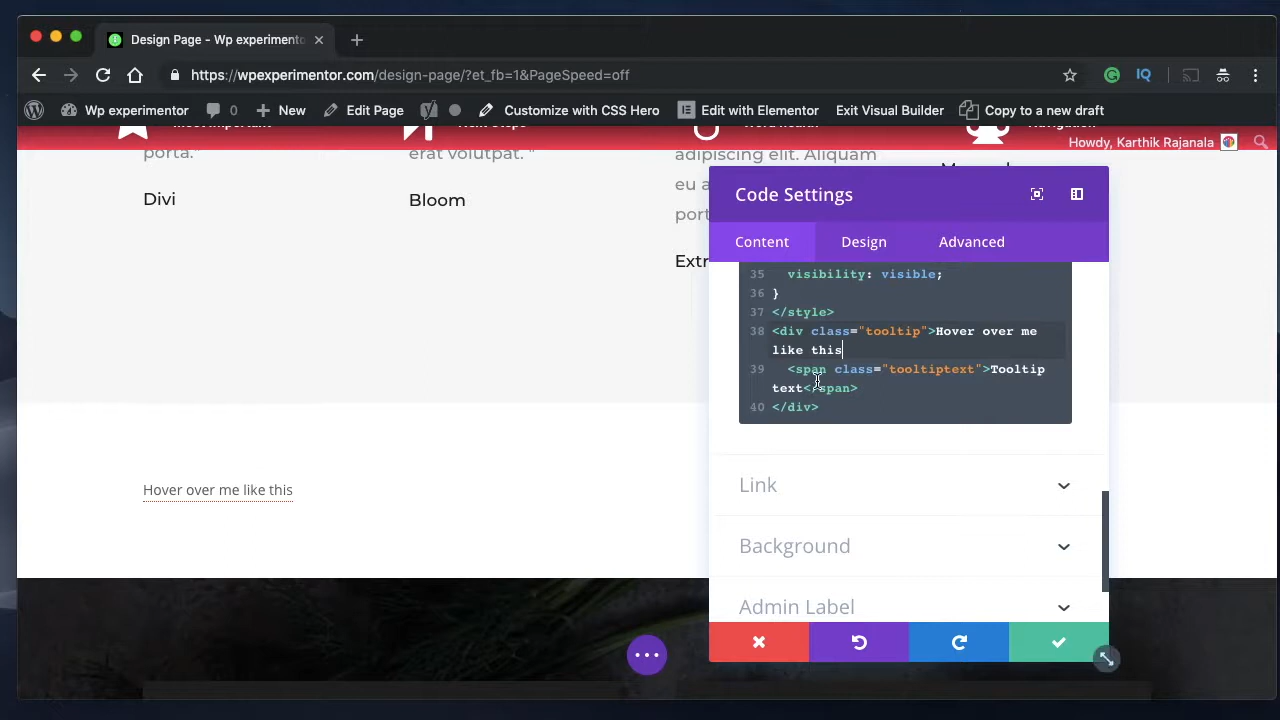 Design Page - Wp experimento
https://wpexperimentor.com/design-page/?et_fb=1&PageSpeed=off
Wp experimentor 0 New Edit Page Customize with CSS Hero Edit with Elementor Exit Visual Builder Copy to a new draft
Howdy, Karthik Rajanala
porta."
erat volutpat. "
adipiscing elit. Aliquam
eu a
port
Divi
Bloom
Extr
Code Settings
Content Design Advanced
35 visibility: visible;
36 }
37 </style>
38 <div class="tooltip">Hover over me
like this
39 <span class="tooltiptext">Tooltip
text</span>
40 </div>
Hover over me like this
Link
Background
Admin Label